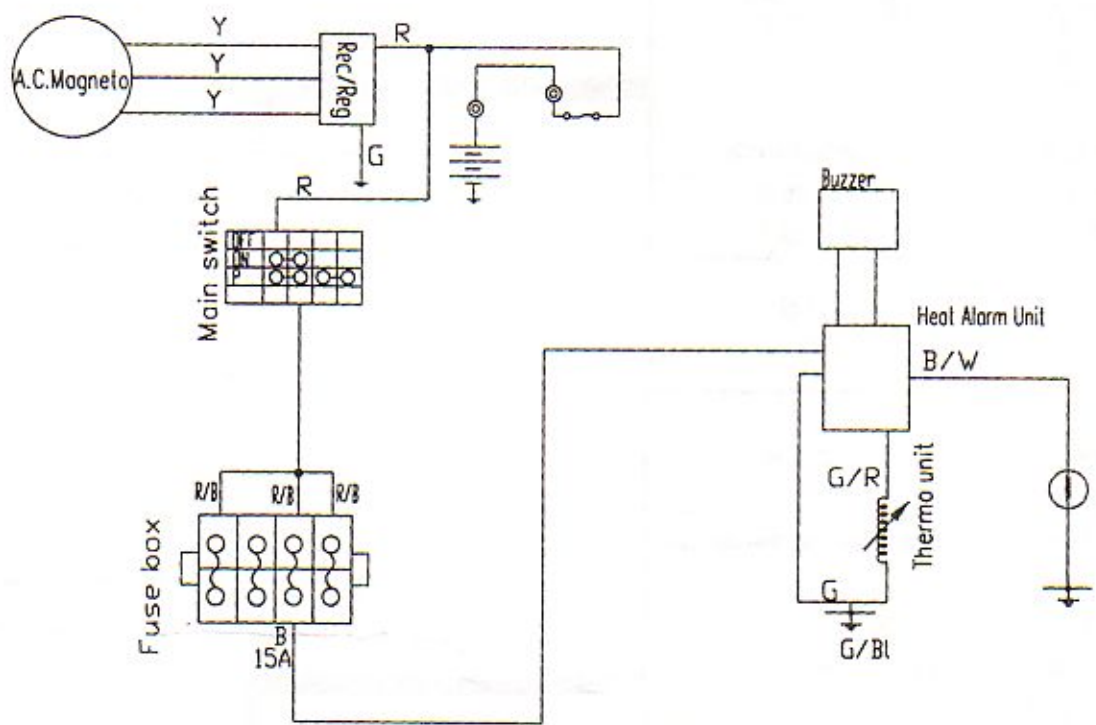 Y
Y
Y
A.C.Magneto
Rec/Reg
R
G
R
Main switch
OFF
ON
P
Buzzer
Heat Alarm Unit
B/W
G/R
Thermo unit
G
G/Bl
R/B
R/B
R/B
Fuse box
B
15A